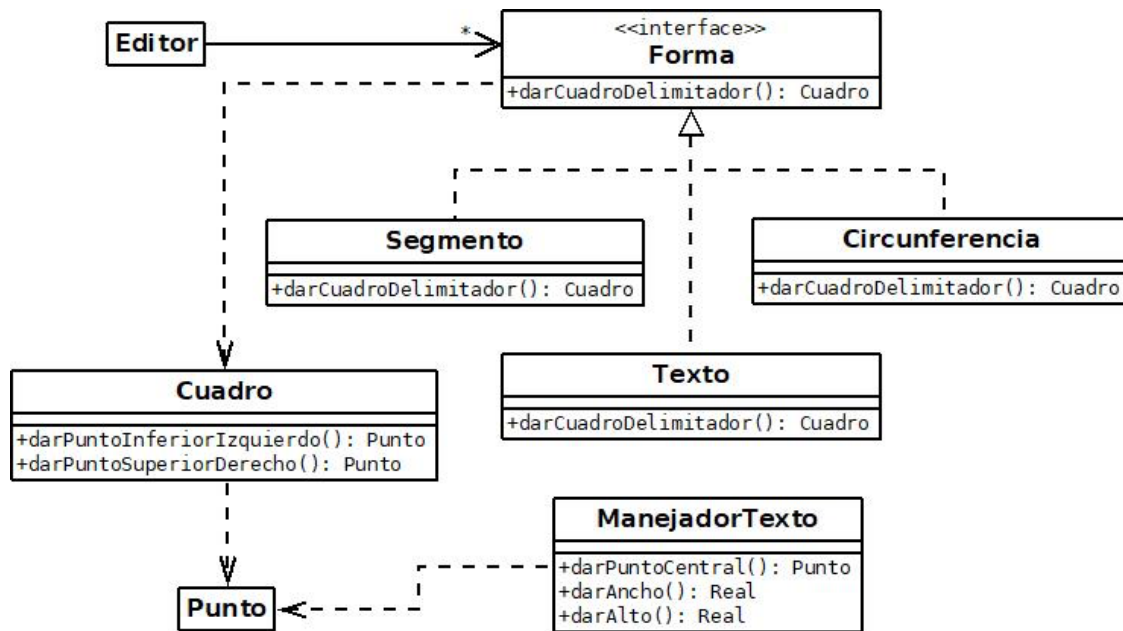 Editor
*
<<interface>>
Forma
+darCuadroDelimitador(): Cuadro
Segmento
+darCuadroDelimitador(): Cuadro
Circunferencia
+darCuadroDelimitador(): Cuadro
Texto
+darCuadroDelimitador(): Cuadro
Cuadro
+darPuntoInferiorIzquierdo(): Punto
+darPuntoSuperiorDerecho(): Punto
ManejadorTexto
+darPuntoCentral(): Punto
+darAncho(): Real
+darAlto(): Real
Punto